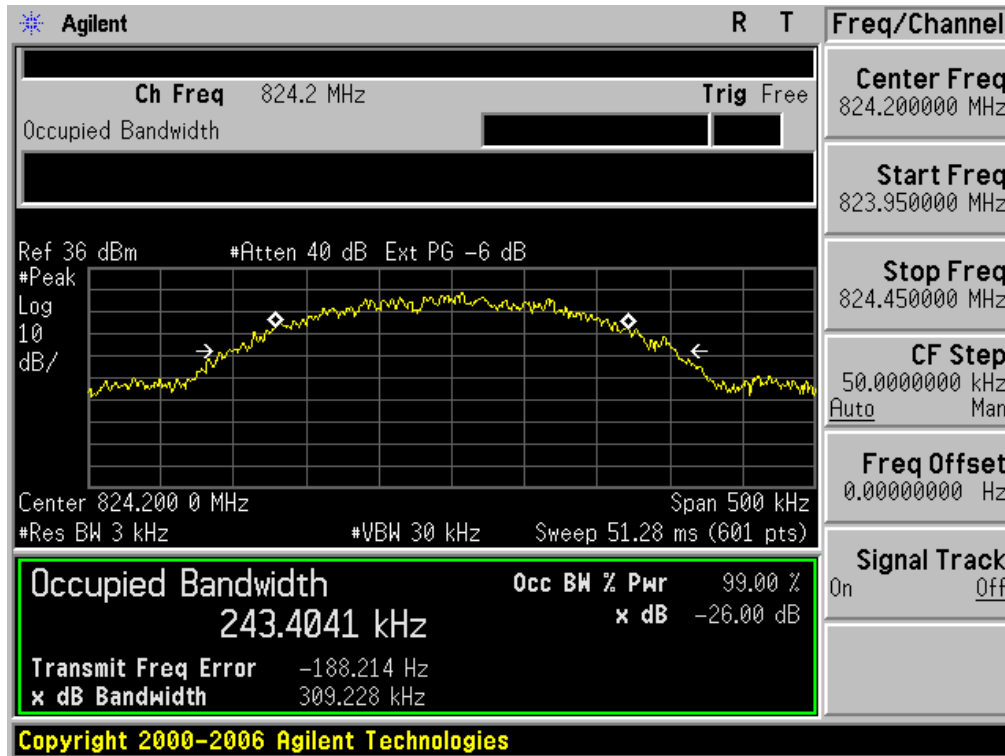 Agilent R T
Freq/Channel
Ch Freq 824.2 MHz Trig Free
Occupied Bandwidth
Center Freq
824.200000 MHz
Start Freq
823.950000 MHz
Stop Freq
824.450000 MHz
CF Step
50.0000000 kHz
Auto Man
Freq Offset
0.00000000 Hz
Signal Track
On Off
Ref 36 dBm #Atten 40 dB Ext PG -6 dB
#Peak
Log
10
dB/
Center 824.200 0 MHz Span 500 kHz
#Res BW 3 kHz #VBW 30 kHz Sweep 51.28 ms (601 pts)
Occupied Bandwidth Occ BW % Pwr 99.00 %
243.4041 kHz x dB -26.00 dB
Transmit Freq Error -188.214 Hz
x dB Bandwidth 309.228 kHz
Copyright 2000-2006 Agilent Technologies